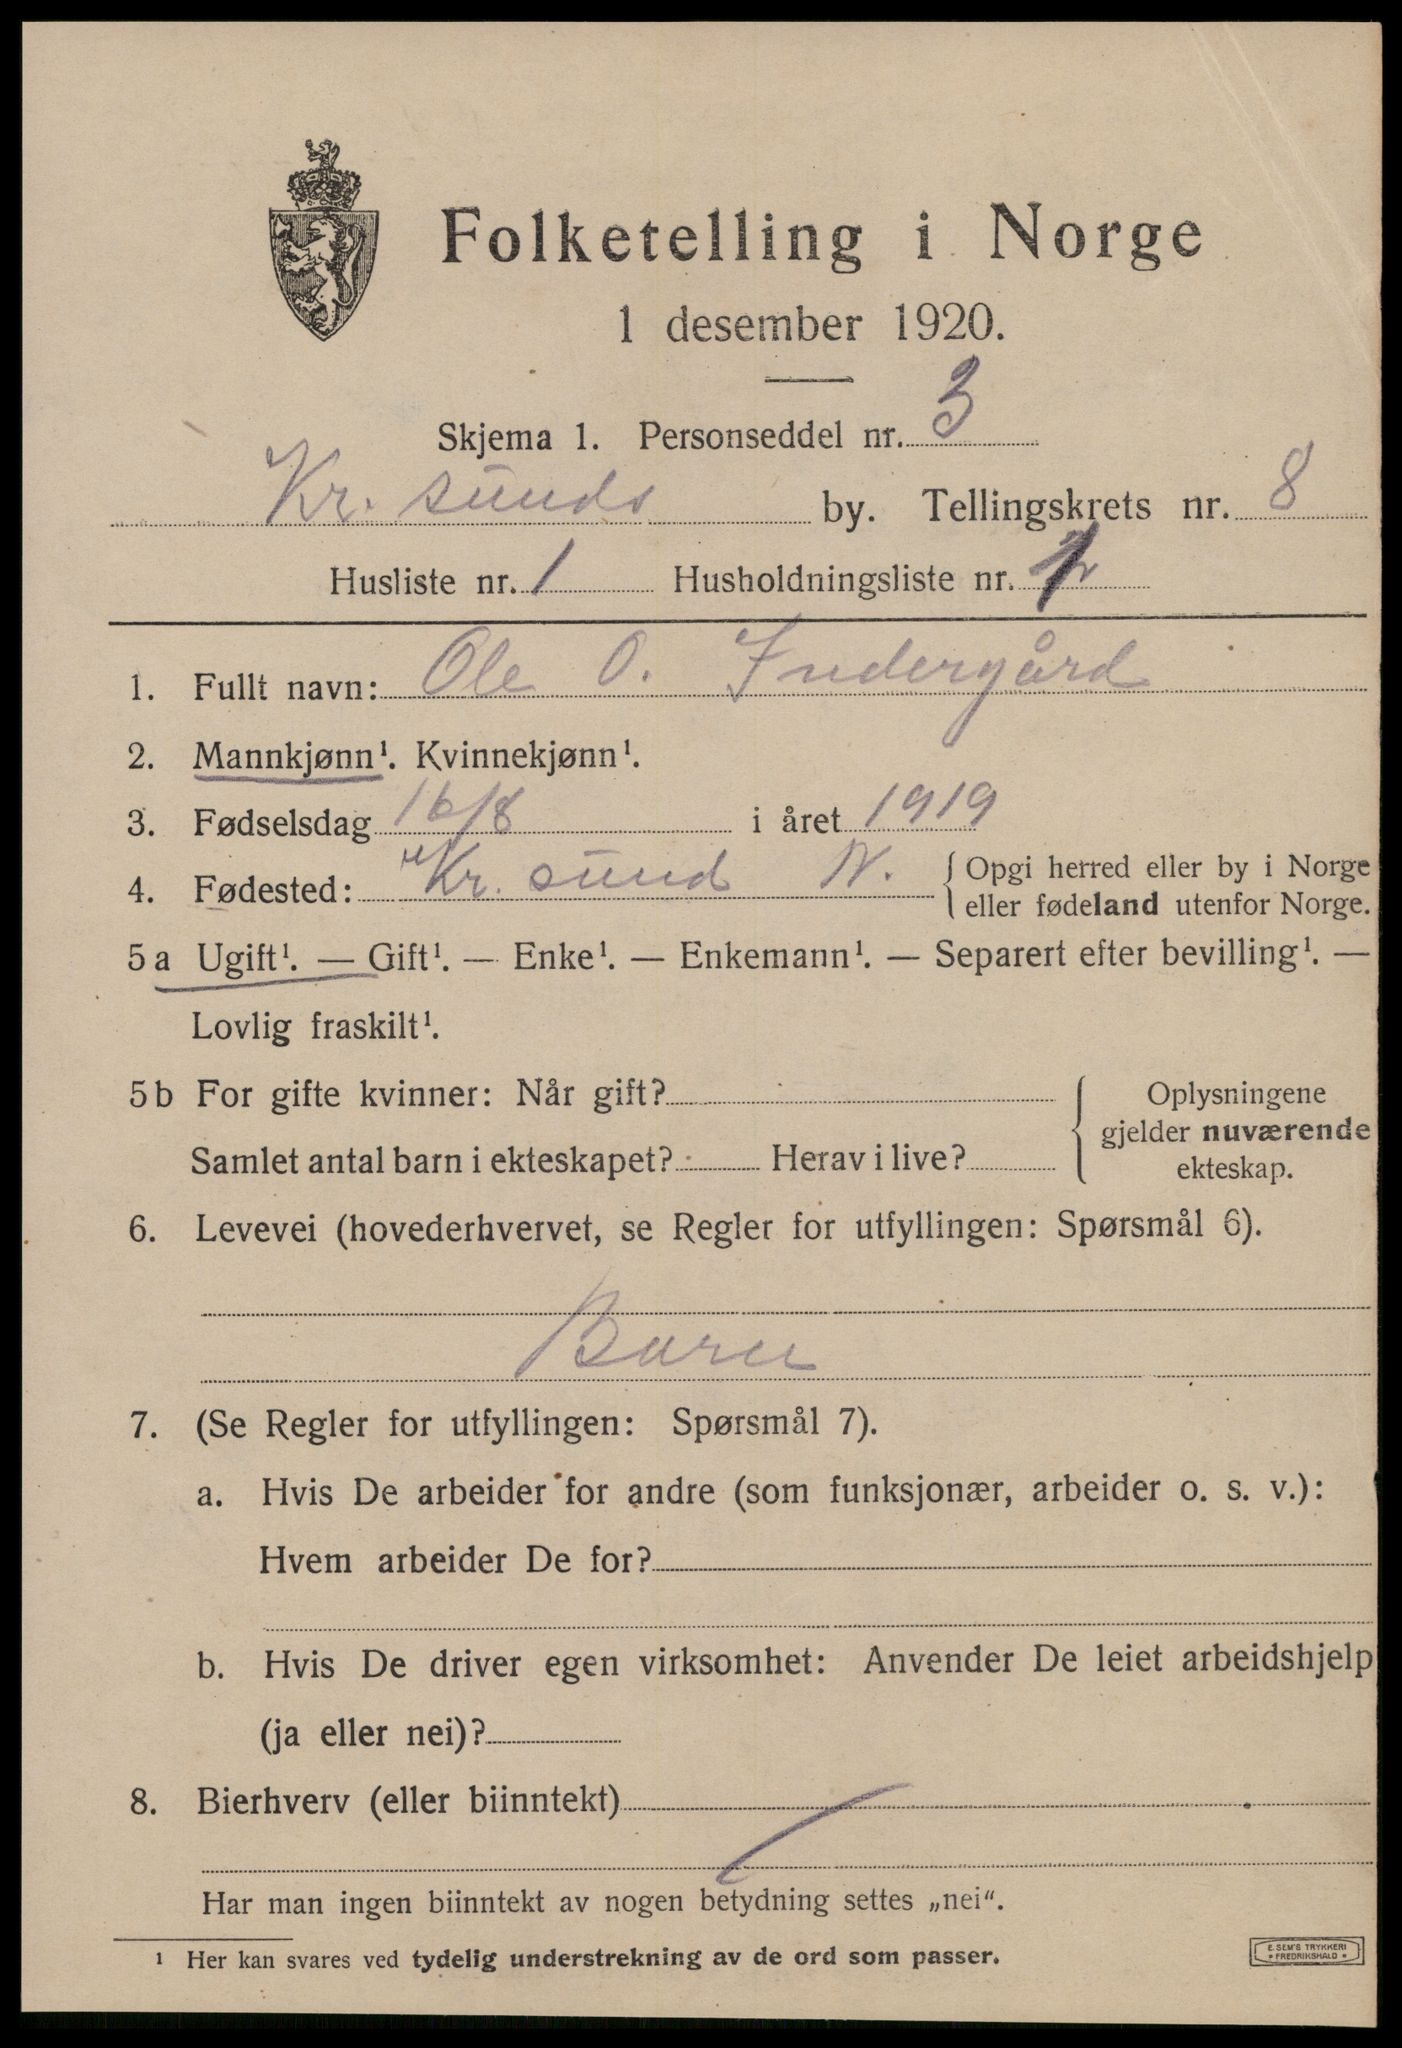 Folketelling i Norge
1 desember 1920.
Skjema 1. Personseddel nr. 3
Kr. sunds by. Tellingskrets nr. 8
Husliste nr. 1 Husholdningsliste nr. 1
1. Fullt navn: Ole O. Indergård
2. Mannkjønn¹. Kvinnekjønn¹.
3. Fødselsdag 16/8 i året 1919
4. Fødested: Kr. sund N. { Opgi herred eller by i Norge
eller fødeland utenfor Norge.
5a Ugift¹. — Gift¹. — Enke¹. — Enkemann¹. — Separert efter bevilling¹. —
Lovlig fraskilt¹.
5b For gifte kvinner: Når gift? { Oplysningene
gjelder nuværende
Samlet antal barn i ekteskapet? Herav i live? ekteskap.
6. Levevei (hovederhvervet, se Regler for utfyllingen: Spørsmål 6).
Barn
7. (Se Regler for utfyllingen: Spørsmål 7).
a. Hvis De arbeider for andre (som funksjonær, arbeider o. s. v.):
Hvem arbeider De for?
b. Hvis De driver egen virksomhet: Anvender De leiet arbeidshjelp
(ja eller nei)?
8. Bierhverv (eller biinntekt)
Har man ingen biinntekt av nogen betydning settes „nei“.
¹ Her kan svares ved tydelig understrekning av de ord som passer.
E. SEM'S TRYKKERI
* FREDRIKSHALD *